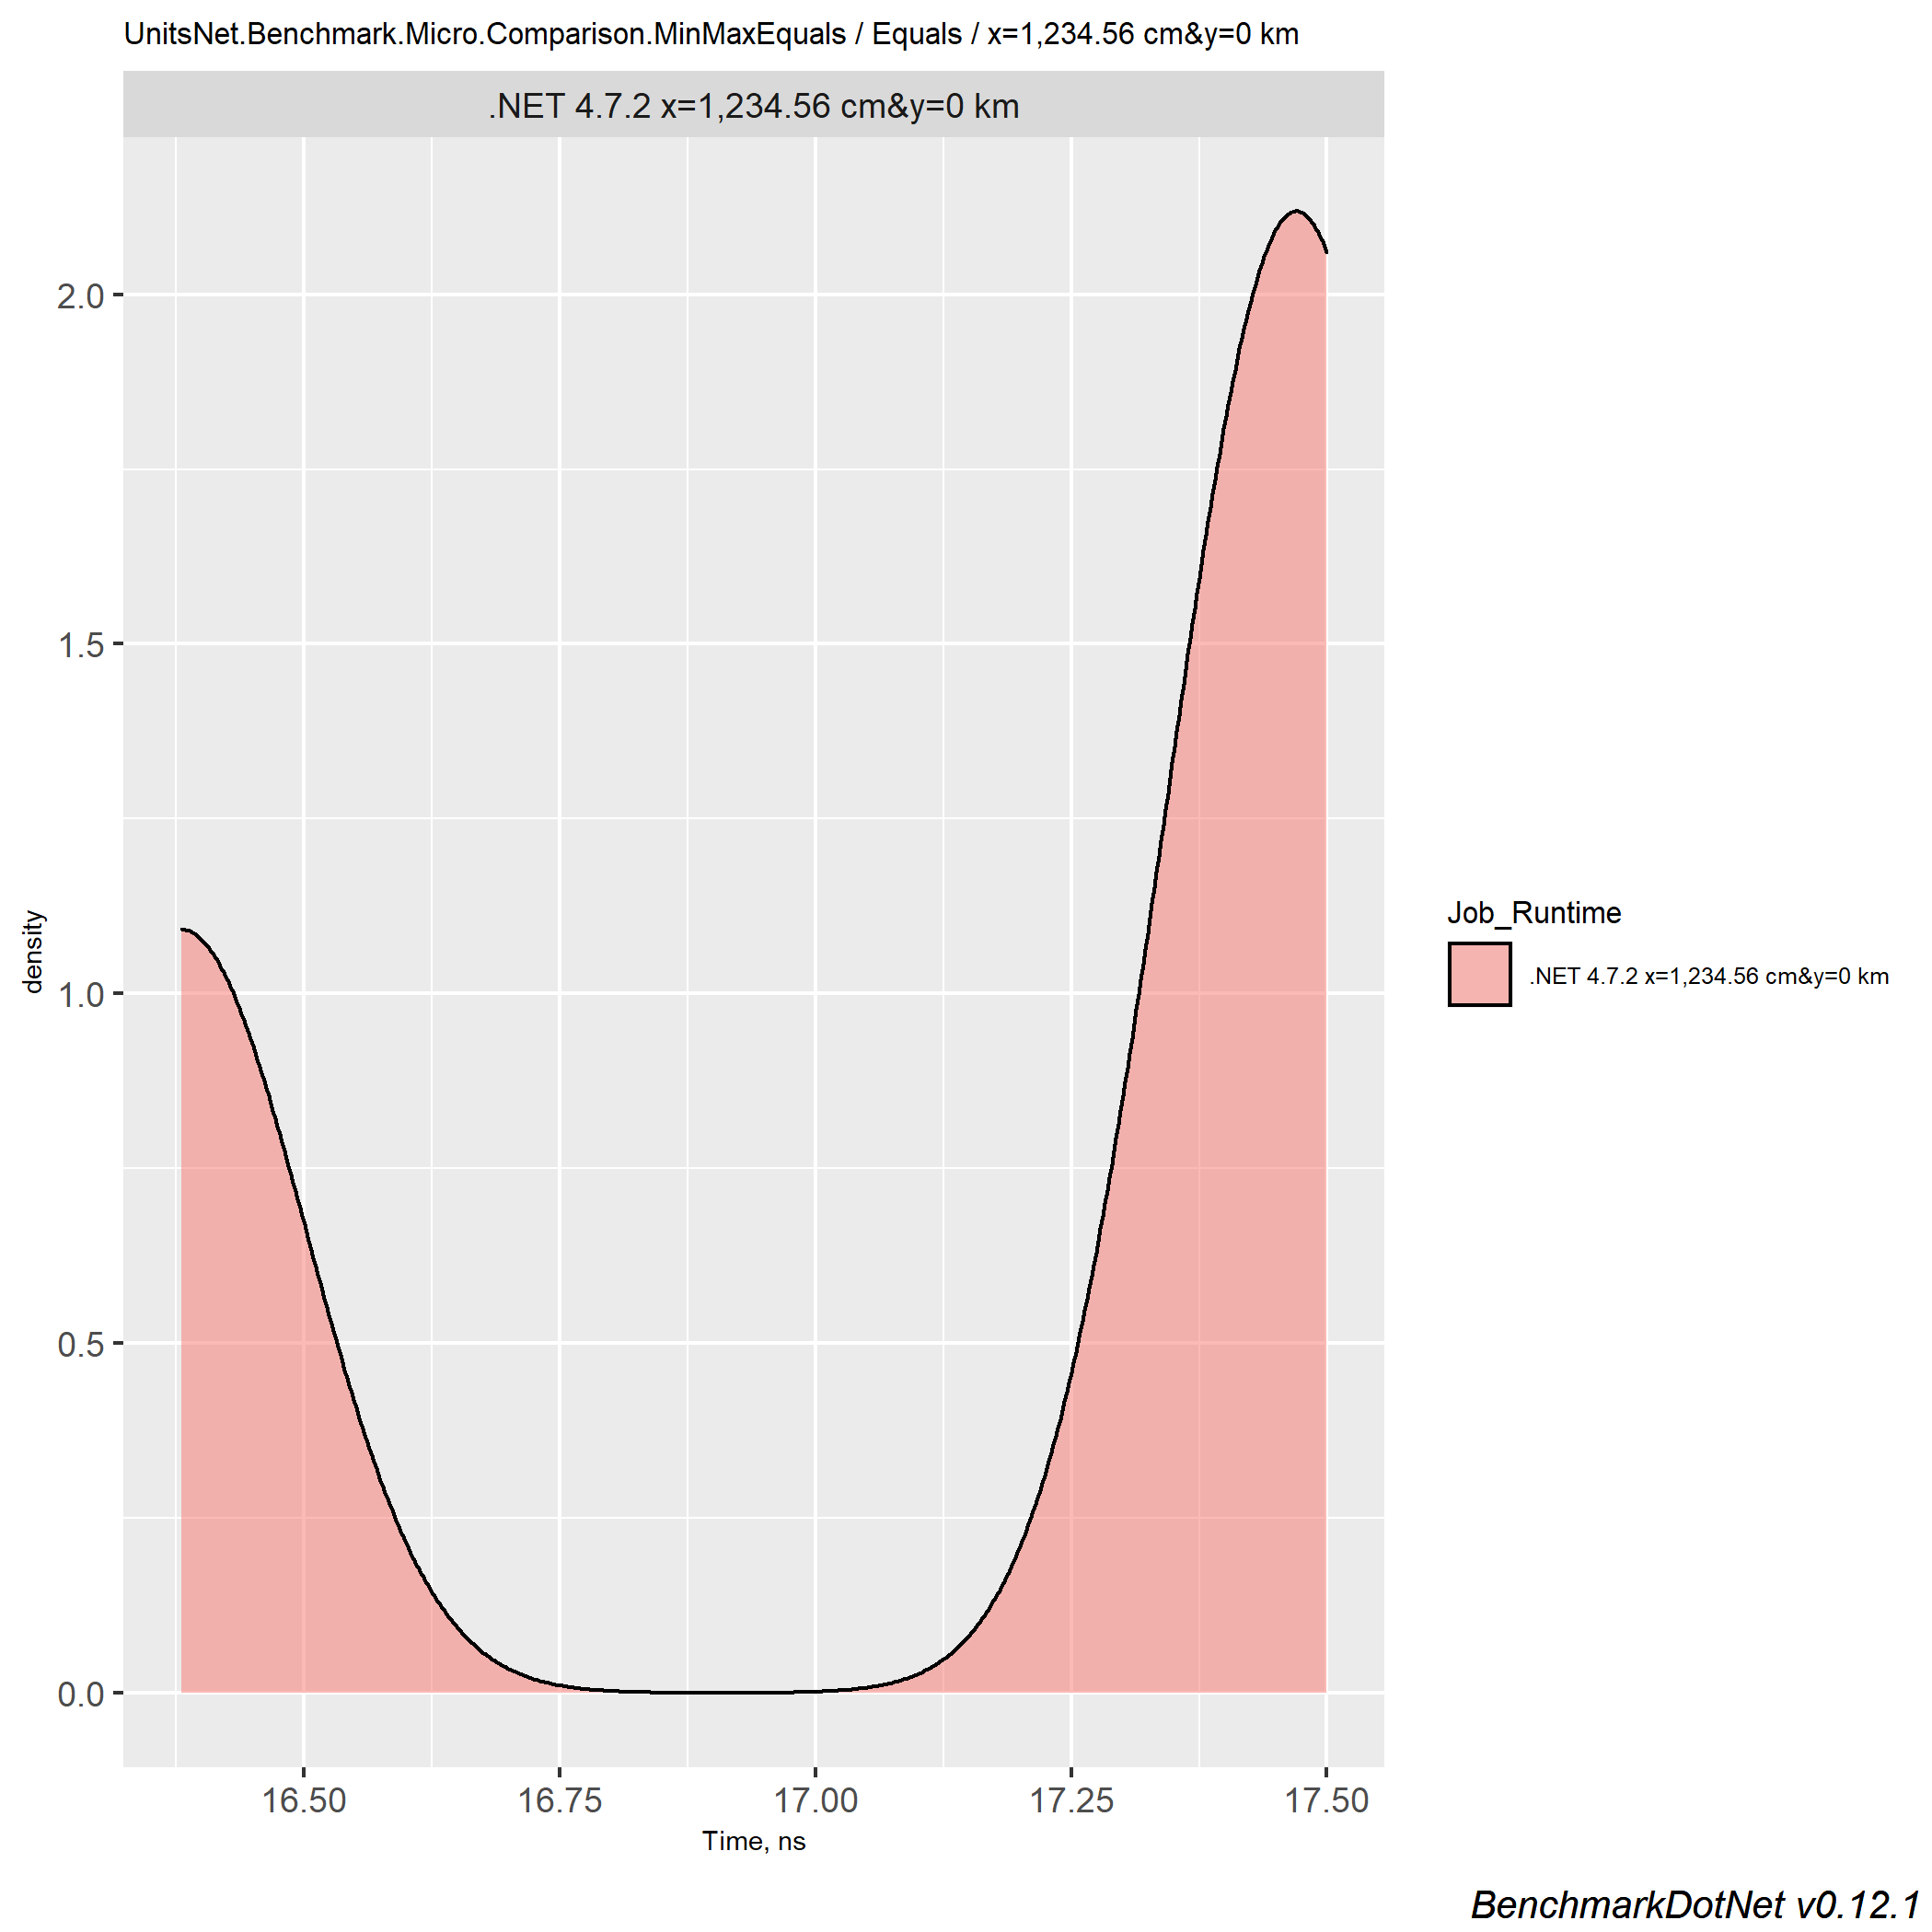 UnitsNet.Benchmark.Micro.Comparison.MinMaxEquals / Equals / x=1,234.56 cm&y=0 km
.NET 4.7.2 x=1,234.56 cm&y=0 km
2.0
1.5
1.0
0.5
0.0
density
16.50 16.75 17.00 17.25 17.50
Time, ns
Job_Runtime
.NET 4.7.2 x=1,234.56 cm&y=0 km
BenchmarkDotNet v0.12.1